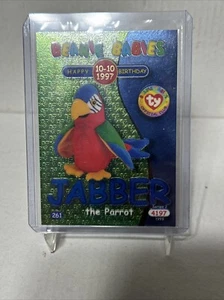 BEANIE BABIES
HAPPY
10-10
1997
BIRTHDAY
ty
JABBER
the Parrot
261
4197